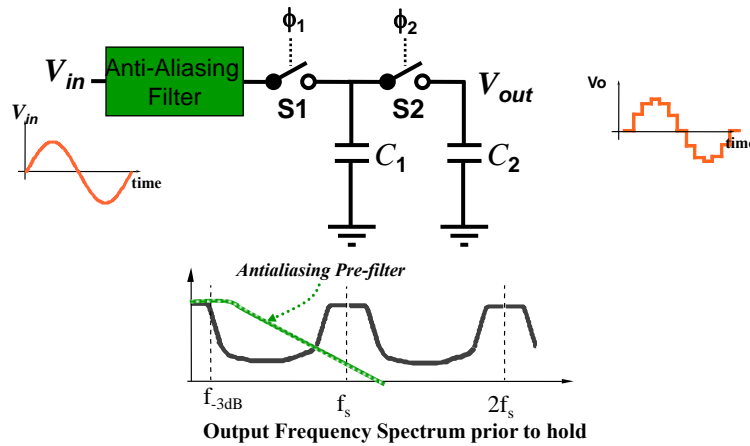 ϕ1
ϕ2
Vin
Anti-Aliasing
Filter
S1
S2
Vout
C1
C2
Vin
time
Vo
time
Antialiasing Pre-filter
f-3dB
fs
2fs
Output Frequency Spectrum prior to hold